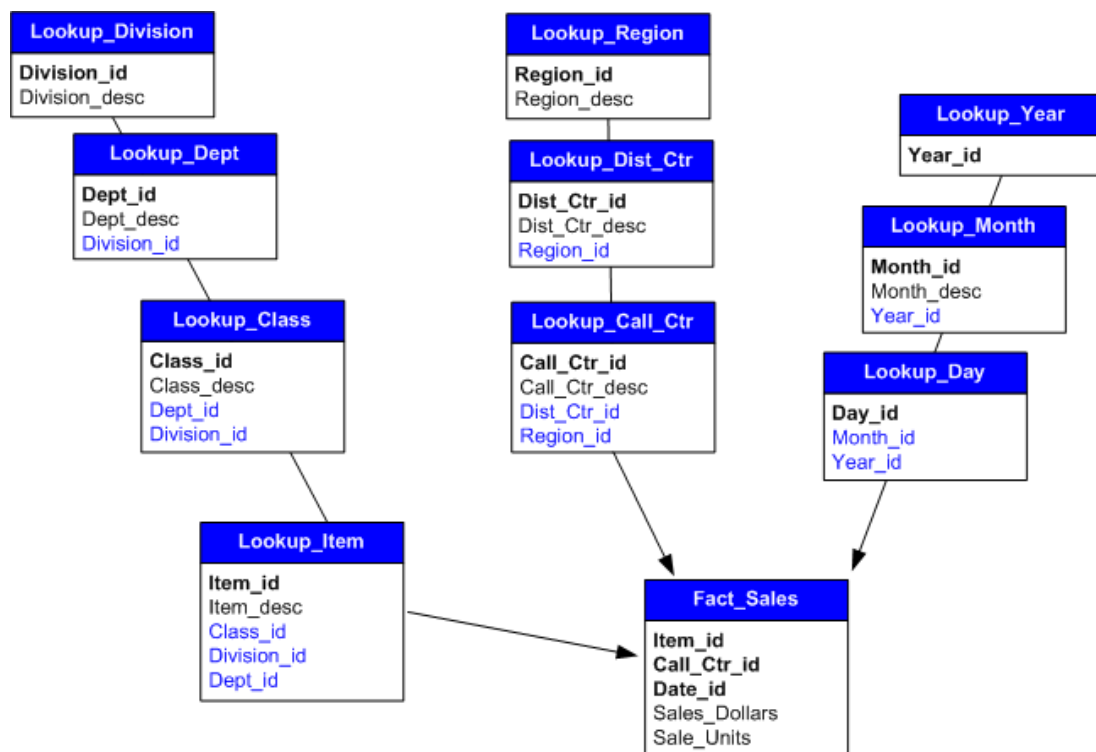 Lookup_Division
Division_id
Division_desc
Lookup_Dept
Dept_id
Dept_desc
Division_id
Lookup_Class
Class_id
Class_desc
Dept_id
Division_id
Lookup_Item
Item_id
Item_desc
Class_id
Division_id
Dept_id
Lookup_Region
Region_id
Region_desc
Lookup_Dist_Ctr
Dist_Ctr_id
Dist_Ctr_desc
Region_id
Lookup_Call_Ctr
Call_Ctr_id
Call_Ctr_desc
Dist_Ctr_id
Region_id
Lookup_Year
Year_id
Lookup_Month
Month_id
Month_desc
Year_id
Lookup_Day
Day_id
Month_id
Year_id
Fact_Sales
Item_id
Call_Ctr_id
Date_id
Sales_Dollars
Sale_Units